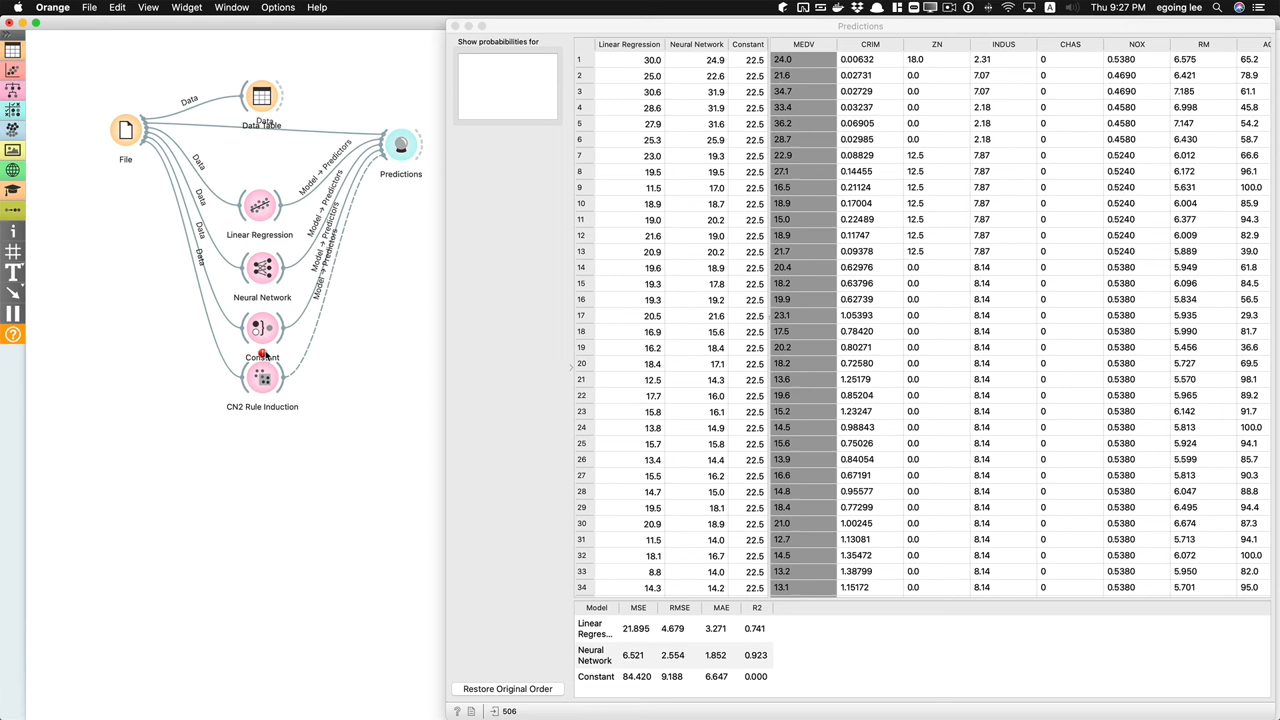 Orange File Edit View Widget Window Options Help Thu 9:27 PM egoing lee
Predictions
Data
Data
Data Table
File
Predictions
Data
Model → Predictors
Linear Regression
Data
Model → Predictors
Neural Network
Data
Model → Predictors
Constant
Data
Model → Predictors
CN2 Rule Induction
Show probabilities for
Restore Original Order
506
Linear Regression Neural Network Constant MEDV CRIM ZN INDUS CHAS NOX RM
1 30.0 24.9 22.5 24.0 0.00632 18.0 2.31 0 0.5380 6.575 65.2
2 25.0 22.6 22.5 21.6 0.02731 0.0 7.07 0 0.4690 6.421 78.9
3 30.6 31.9 22.5 34.7 0.02729 0.0 7.07 0 0.4690 7.185 61.1
4 28.6 31.9 22.5 33.4 0.03237 0.0 2.18 0 0.4580 6.998 45.8
5 27.9 31.6 22.5 36.2 0.06905 0.0 2.18 0 0.4580 7.147 54.2
6 25.3 25.9 22.5 28.7 0.02985 0.0 2.18 0 0.4580 6.430 58.7
7 23.0 19.3 22.5 22.9 0.08829 12.5 7.87 0 0.5240 6.012 66.6
8 19.5 19.5 22.5 27.1 0.14455 12.5 7.87 0 0.5240 6.172 96.1
9 11.5 17.0 22.5 16.5 0.21124 12.5 7.87 0 0.5240 5.631 100.0
10 18.9 18.7 22.5 18.9 0.17004 12.5 7.87 0 0.5240 6.004 85.9
11 19.0 20.2 22.5 15.0 0.22489 12.5 7.87 0 0.5240 6.377 94.3
12 21.6 19.0 22.5 18.9 0.11747 12.5 7.87 0 0.5240 6.009 82.9
13 20.9 20.2 22.5 21.7 0.09378 12.5 7.87 0 0.5240 5.889 39.0
14 19.6 18.9 22.5 20.4 0.62976 0.0 8.14 0 0.5380 5.949 61.8
15 19.3 17.8 22.5 18.2 0.63796 0.0 8.14 0 0.5380 6.096 84.5
16 19.3 19.2 22.5 19.9 0.62739 0.0 8.14 0 0.5380 5.834 56.5
17 20.5 21.6 22.5 23.1 1.05393 0.0 8.14 0 0.5380 5.935 29.3
18 16.9 15.6 22.5 17.5 0.78420 0.0 8.14 0 0.5380 5.990 81.7
19 16.2 18.4 22.5 20.2 0.80271 0.0 8.14 0 0.5380 5.456 36.6
20 18.4 17.1 22.5 18.2 0.72580 0.0 8.14 0 0.5380 5.727 69.5
21 12.5 14.3 22.5 13.6 1.25179 0.0 8.14 0 0.5380 5.570 98.1
22 17.7 16.0 22.5 19.6 0.85204 0.0 8.14 0 0.5380 5.965 89.2
23 15.8 16.1 22.5 15.2 1.23247 0.0 8.14 0 0.5380 6.142 91.7
24 13.8 14.9 22.5 14.5 0.98843 0.0 8.14 0 0.5380 5.813 100.0
25 15.7 15.8 22.5 15.6 0.75026 0.0 8.14 0 0.5380 5.924 94.1
26 13.4 14.4 22.5 13.9 0.84054 0.0 8.14 0 0.5380 5.599 85.7
27 15.5 16.2 22.5 16.6 0.67191 0.0 8.14 0 0.5380 5.813 90.3
28 14.7 15.0 22.5 14.8 0.95577 0.0 8.14 0 0.5380 6.047 88.8
29 19.5 18.1 22.5 18.4 0.77299 0.0 8.14 0 0.5380 6.495 94.4
30 20.9 18.9 22.5 21.0 1.00245 0.0 8.14 0 0.5380 6.674 87.3
31 11.5 14.0 22.5 12.7 1.13081 0.0 8.14 0 0.5380 5.713 94.1
32 18.1 16.7 22.5 14.5 1.35472 0.0 8.14 0 0.5380 6.072 100.0
33 8.8 14.0 22.5 13.2 1.38799 0.0 8.14 0 0.5380 5.950 82.0
34 14.3 14.2 22.5 13.1 1.15172 0.0 8.14 0 0.5380 5.701 95.0
Model MSE RMSE MAE R2
Linear
Regres... 21.895 4.679 3.271 0.741
Neural
Network 6.521 2.554 1.852 0.923
Constant 84.420 9.188 6.647 0.000